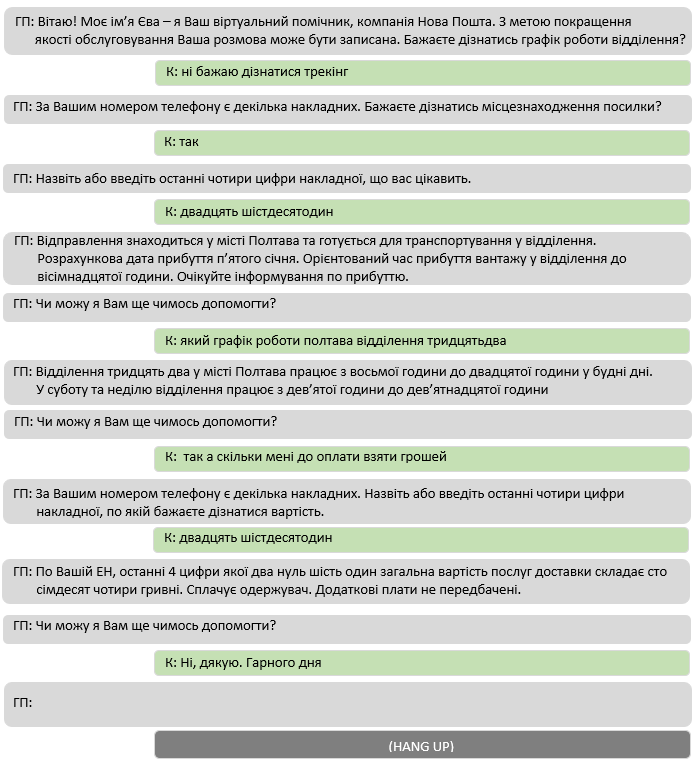 ГП: Вітаю! Моє ім’я Єва – я Ваш віртуальний помічник, компанія Нова Пошта. З метою покращення
якості обслуговування Ваша розмова може бути записана. Бажаєте дізнатись графік роботи відділення?
К: ні бажаю дізнатися трекінг
ГП: За Вашим номером телефону є декілька накладних. Бажаєте дізнатись місцезнаходження посилки?
К: так
ГП: Назвіть або введіть останні чотири цифри накладної, що вас цікавить.
К: двадцять шістдесятодин
ГП: Відправлення знаходиться у місті Полтава та готується для транспортування у відділення.
Розрахункова дата прибуття п’ятого січня. Орієнтований час прибуття вантажу у відділення до
вісімнадцятої години. Очікуйте інформування по прибуттю.
ГП: Чи можу я Вам ще чимось допомогти?
К: який графік роботи полтава відділення тридцятьдва
ГП: Відділення тридцять два у місті Полтава працює з восьмої години до двадцятої години у будні дні.
У суботу та неділю відділення працює з дев’ятої години до дев’ятнадцятої години
ГП: Чи можу я Вам ще чимось допомогти?
К: так а скільки мені до оплати взяти грошей
ГП: За Вашим номером телефону є декілька накладних. Назвіть або введіть останні чотири цифри
накладної, по якій бажаєте дізнатися вартість.
К: двадцять шістдесятодин
ГП: По Вашій ЕН, останні 4 цифри якої два нуль шість один загальна вартість послуг доставки складає сто
сімдесят чотири гривні. Сплачує одержувач. Додаткові плати не передбачені.
ГП: Чи можу я Вам ще чимось допомогти?
К: Ні, дякую. Гарного дня
ГП:
(HANG UP)